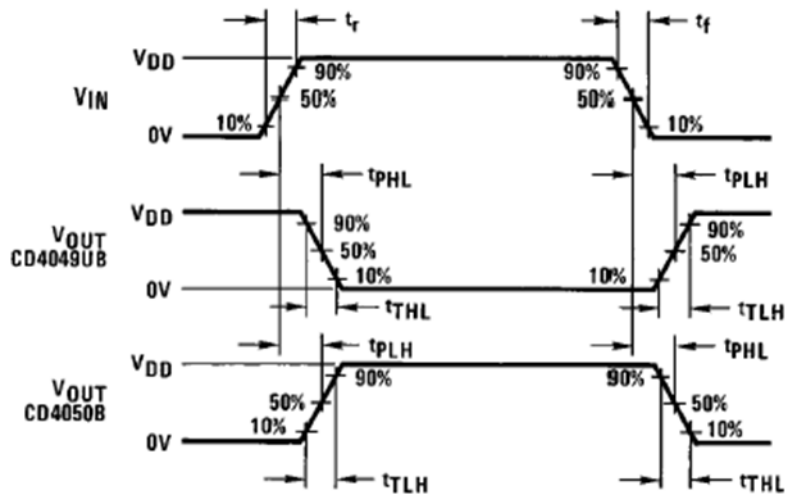 tr
tf
VDD
90%
90%
VIN
50%
50%
10%
10%
0V
tPHL
tPLH
VDD
90%
90%
VOUT
CD4049UB
50%
50%
10%
10%
0V
tTHL
tTLH
tPLH
tPHL
VDD
90%
90%
VOUT
CD4050B
50%
50%
10%
10%
0V
tTLH
tTHL